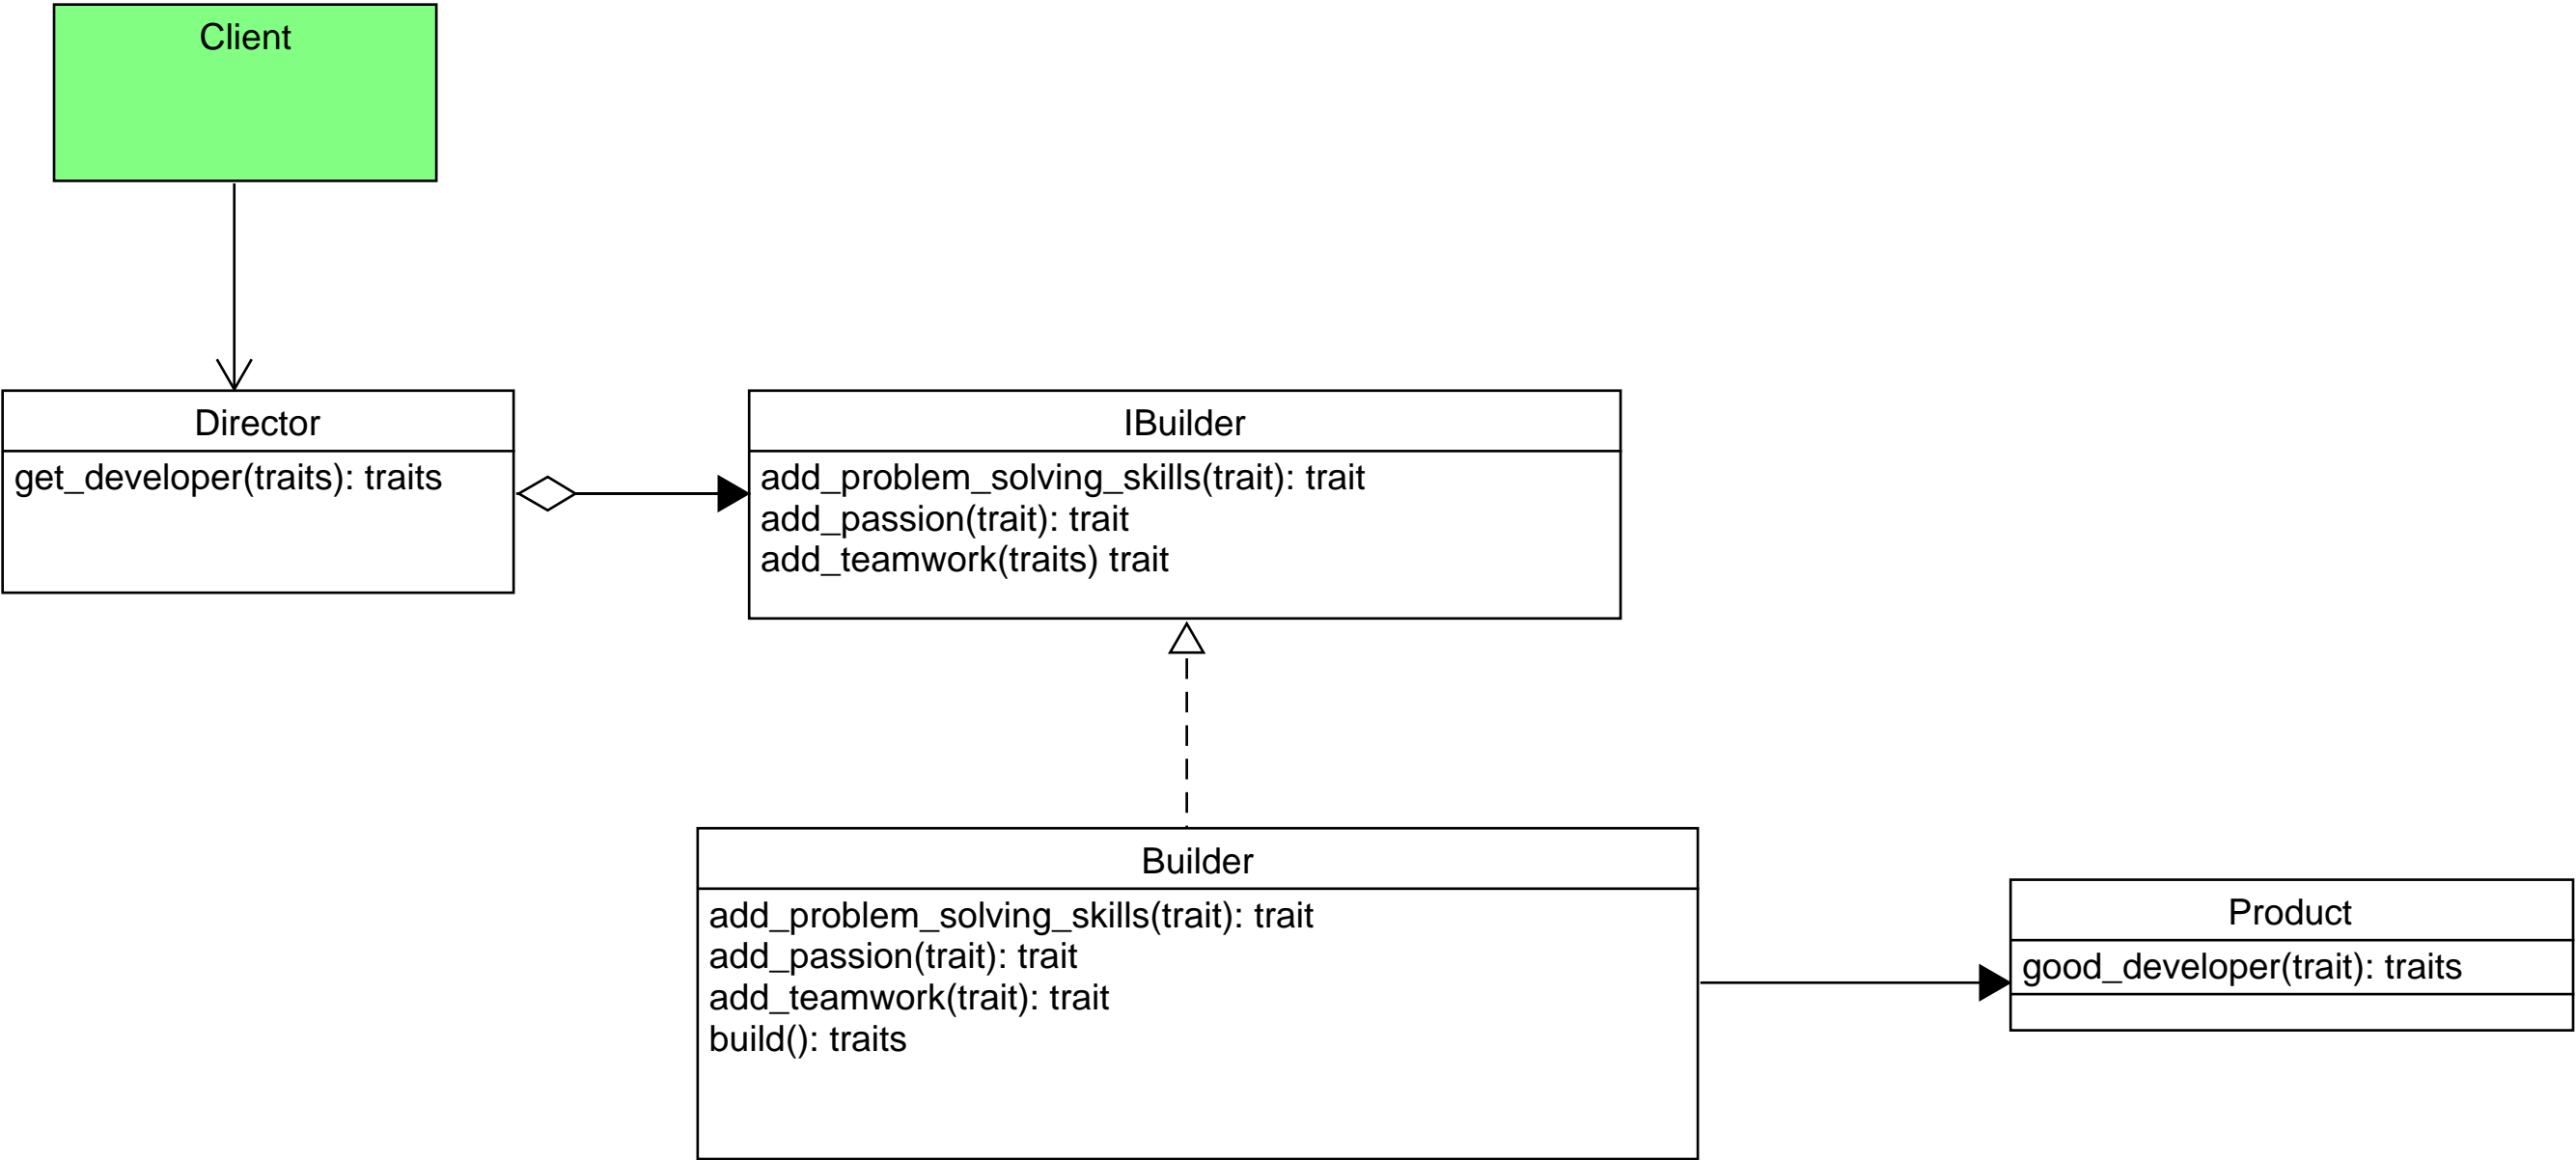 Client
Director
get_developer(traits): traits
IBuilder
add_problem_solving_skills(trait): trait
add_passion(trait): trait
add_teamwork(traits) trait
Builder
add_problem_solving_skills(trait): trait
add_passion(trait): trait
add_teamwork(trait): trait
build(): traits
Product
good_developer(trait): traits